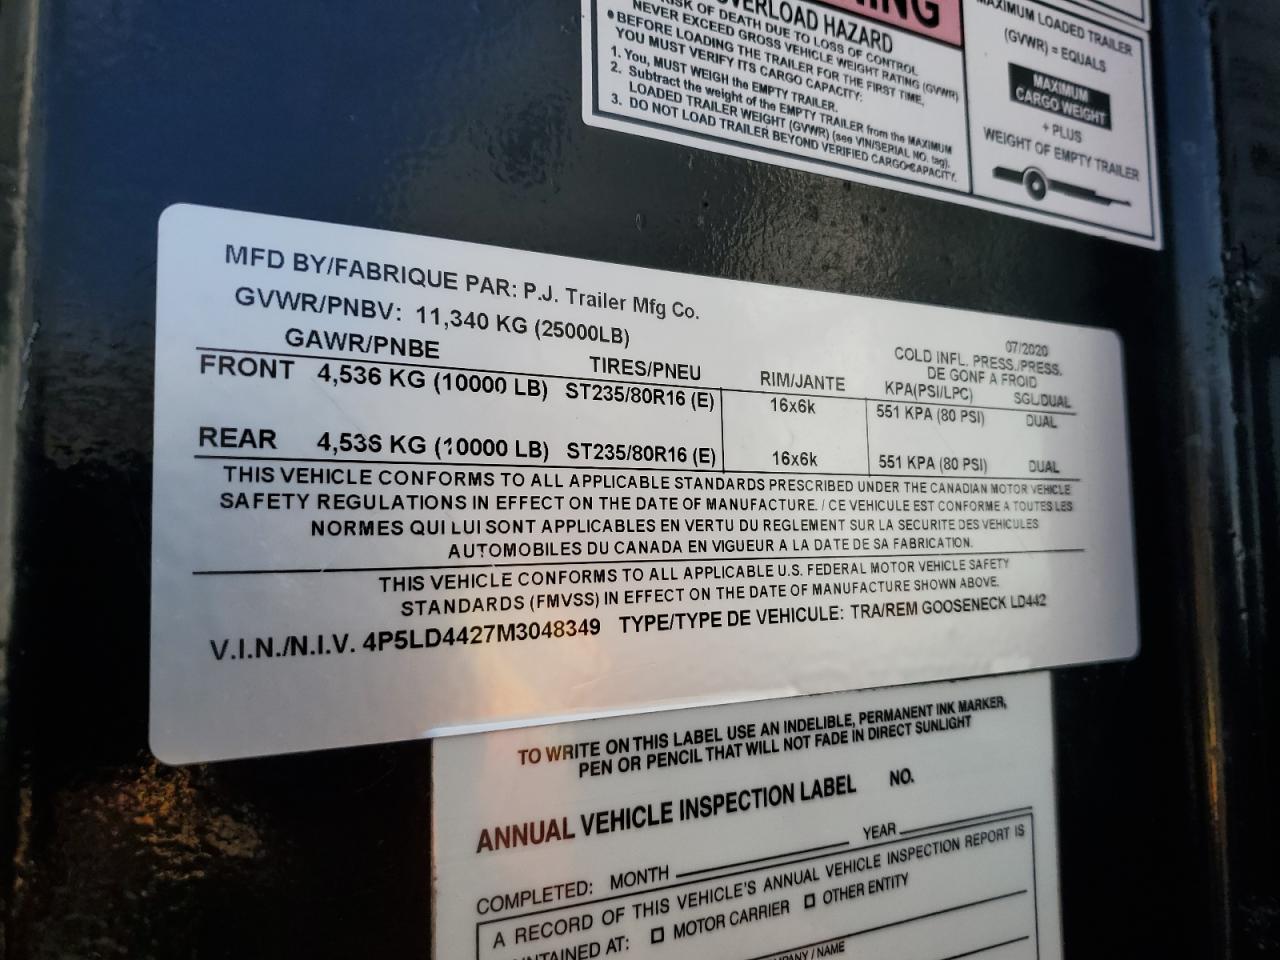 OVERLOAD HAZARD
RISK OF DEATH DUE TO LOSS OF CONTROL
NEVER EXCEED GROSS VEHICLE WEIGHT RATING (GVWR)
• BEFORE LOADING THE TRAILER FOR THE FIRST TIME,
YOU MUST VERIFY ITS CARGO CAPACITY:
1. You, MUST WEIGH the EMPTY TRAILER.
2. Subtract the weight of the EMPTY TRAILER from the MAXIMUM
LOADED TRAILER WEIGHT (GVWR) (see VIN/SERIAL NO. tag).
3. DO NOT LOAD TRAILER BEYOND VERIFIED CARGO CAPACITY.
MAXIMUM LOADED TRAILER
(GVWR) = EQUALS
MAXIMUM
CARGO WEIGHT
+ PLUS
WEIGHT OF EMPTY TRAILER
MFD BY/FABRIQUE PAR: P.J. Trailer Mfg Co.
GVWR/PNBV: 11,340 KG (25000LB)
07/2020
GAWR/PNBE TIRES/PNEU RIM/JANTE COLD INFL. PRESS./PRESS.
DE GONF A FROID
KPA(PSI/LPC) SGL/DUAL
FRONT 4,536 KG (10000 LB) ST235/80R16 (E) 16x6k 551 KPA (80 PSI) DUAL
REAR 4,536 KG (10000 LB) ST235/80R16 (E) 16x6k 551 KPA (80 PSI) DUAL
THIS VEHICLE CONFORMS TO ALL APPLICABLE STANDARDS PRESCRIBED UNDER THE CANADIAN MOTOR VEHICLE
SAFETY REGULATIONS IN EFFECT ON THE DATE OF MANUFACTURE. / CE VEHICULE EST CONFORME A TOUTES LES
NORMES QUI LUI SONT APPLICABLES EN VERTU DU REGLEMENT SUR LA SECURITE DES VEHICULES
AUTOMOBILES DU CANADA EN VIGUEUR A LA DATE DE SA FABRICATION.
THIS VEHICLE CONFORMS TO ALL APPLICABLE U.S. FEDERAL MOTOR VEHICLE SAFETY
STANDARDS (FMVSS) IN EFFECT ON THE DATE OF MANUFACTURE SHOWN ABOVE.
V.I.N./N.I.V. 4P5LD4427M3048349 TYPE/TYPE DE VEHICULE: TRA/REM GOOSENECK LD442
TO WRITE ON THIS LABEL USE AN INDELIBLE, PERMANENT INK MARKER,
PEN OR PENCIL THAT WILL NOT FADE IN DIRECT SUNLIGHT
ANNUAL VEHICLE INSPECTION LABEL NO.
COMPLETED: MONTH YEAR
A RECORD OF THIS VEHICLE'S ANNUAL VEHICLE INSPECTION REPORT IS
AT: MOTOR CARRIER OTHER ENTITY
/ NAME